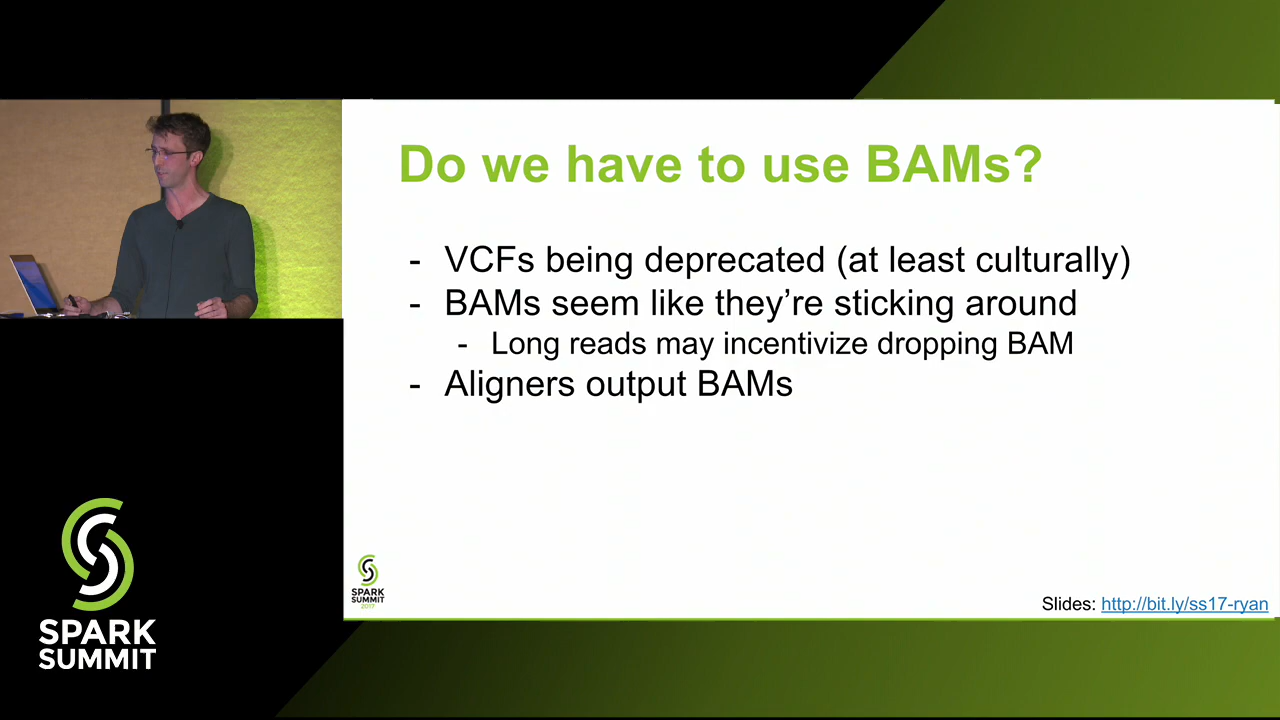 Do we have to use BAMs?
- VCFs being deprecated (at least culturally)
- BAMs seem like they’re sticking around
- Long reads may incentivize dropping BAM
- Aligners output BAMs
SPARK
SUMMIT
2017
Slides: http://bit.ly/ss17-ryan
SPARK
SUMMIT